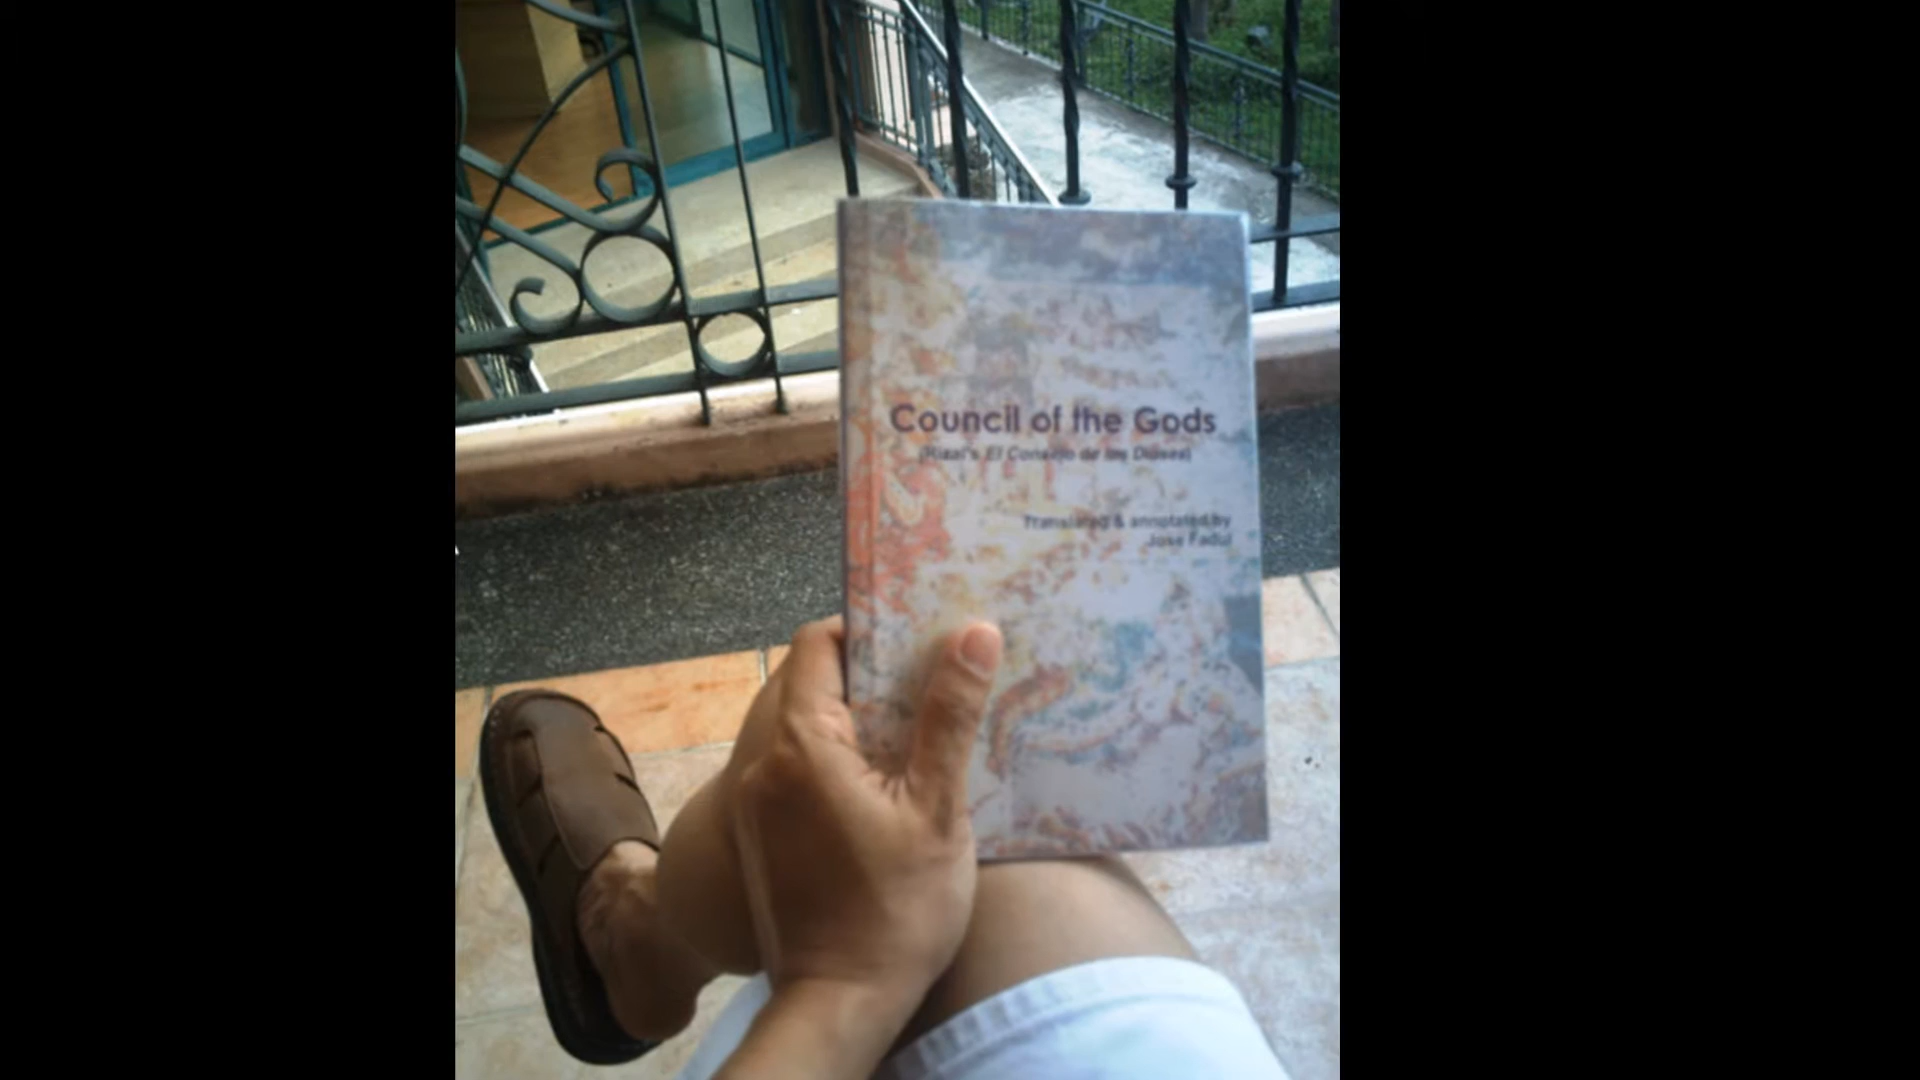 Council of the Gods
(Rizal's El Consejo de los Dioses)
Translated & annotated by
Jose Fadul